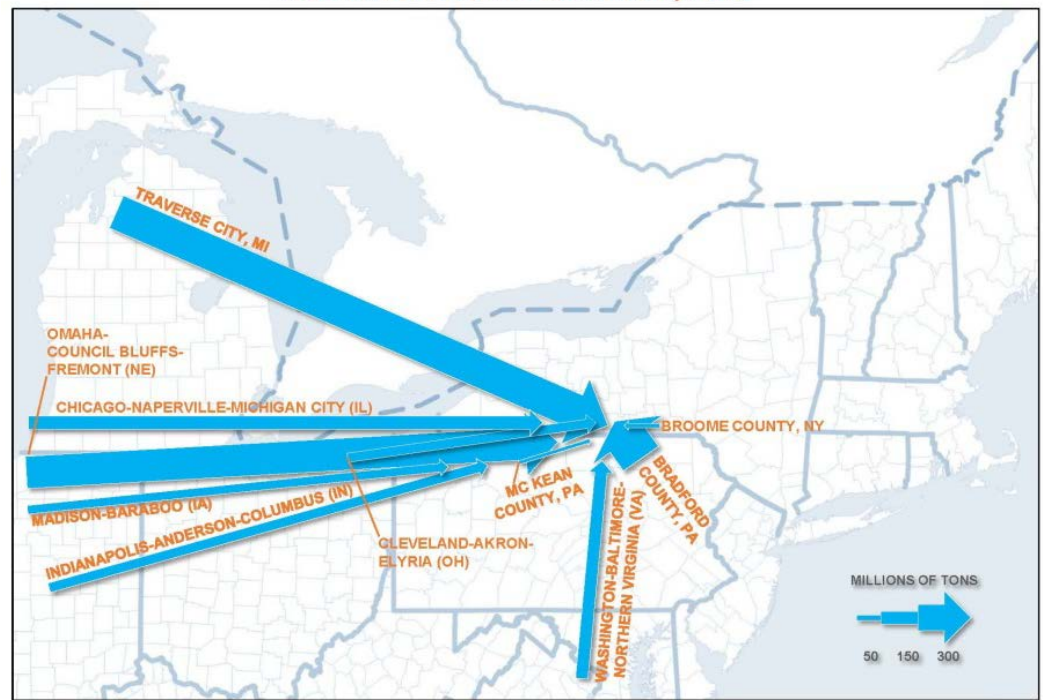 TRAVERSE CITY, MI
OMAHA-
COUNCIL BLUFFS-
FREMONT (NE)
CHICAGO-NAPERVILLE-MICHIGAN CITY (IL)
BROOME COUNTY, NY
BRADFORD
COUNTY, PA
MC KEAN
COUNTY, PA
MADISON-BARABOO (IA)
INDIANAPOLIS-ANDERSON-COLUMBUS (IN)
CLEVELAND-AKRON-
ELYRIA (OH)
WASHINGTON-BALTIMORE-
NORTHERN VIRGINIA (VA)
MILLIONS OF TONS
50 150 300